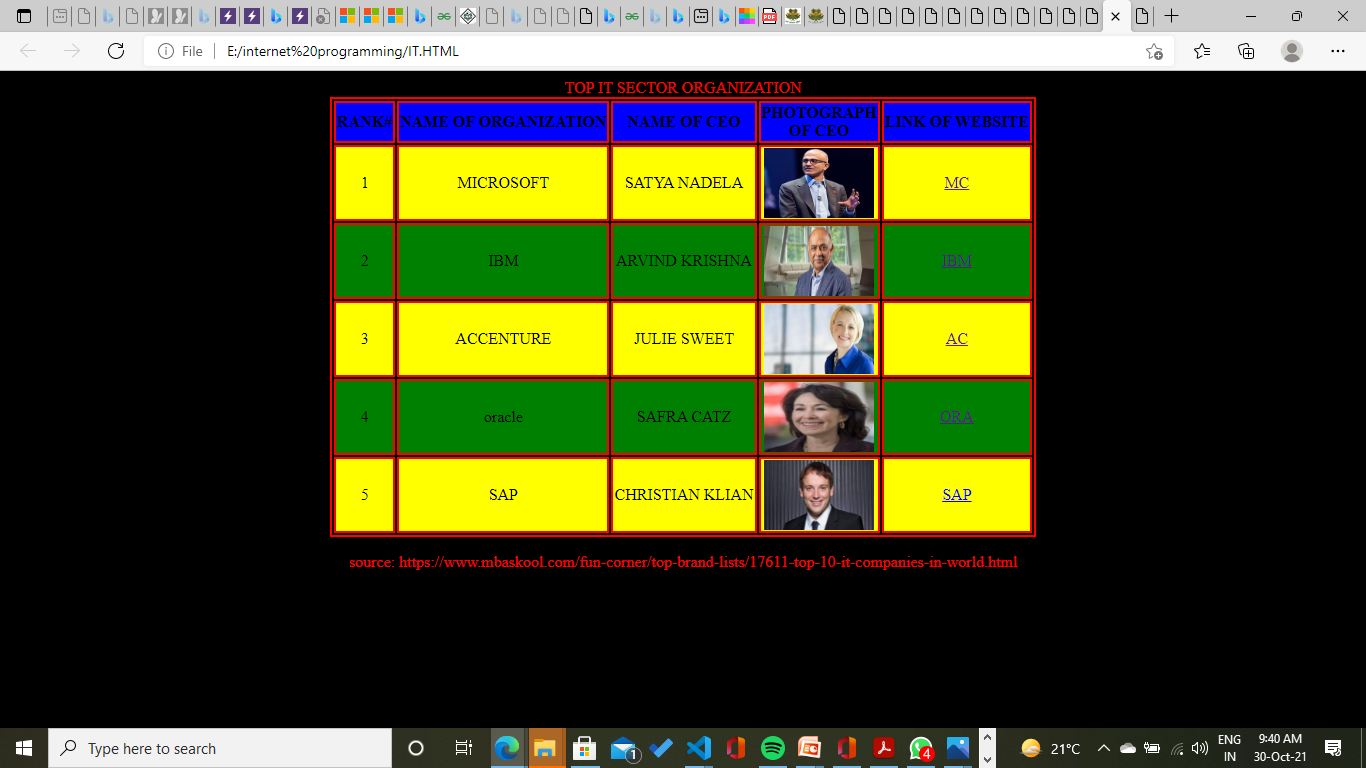 File
E:/internet%20programming/IT.HTML
TOP IT SECTOR ORGANIZATION
RANK# NAME OF ORGANIZATION NAME OF CEO PHOTOGRAPH OF CEO LINK OF WEBSITE
1 MICROSOFT SATYA NADELA MC
2 IBM ARVIND KRISHNA IBM
3 ACCENTURE JULIE SWEET AC
4 oracle SAFRA CATZ ORA
5 SAP CHRISTIAN KLIAN SAP
source: https://www.mbaskool.com/fun-corner/top-brand-lists/17611-top-10-it-companies-in-world.html
Type here to search
1
4
21°C
ENG
IN
9:40 AM
30-Oct-21